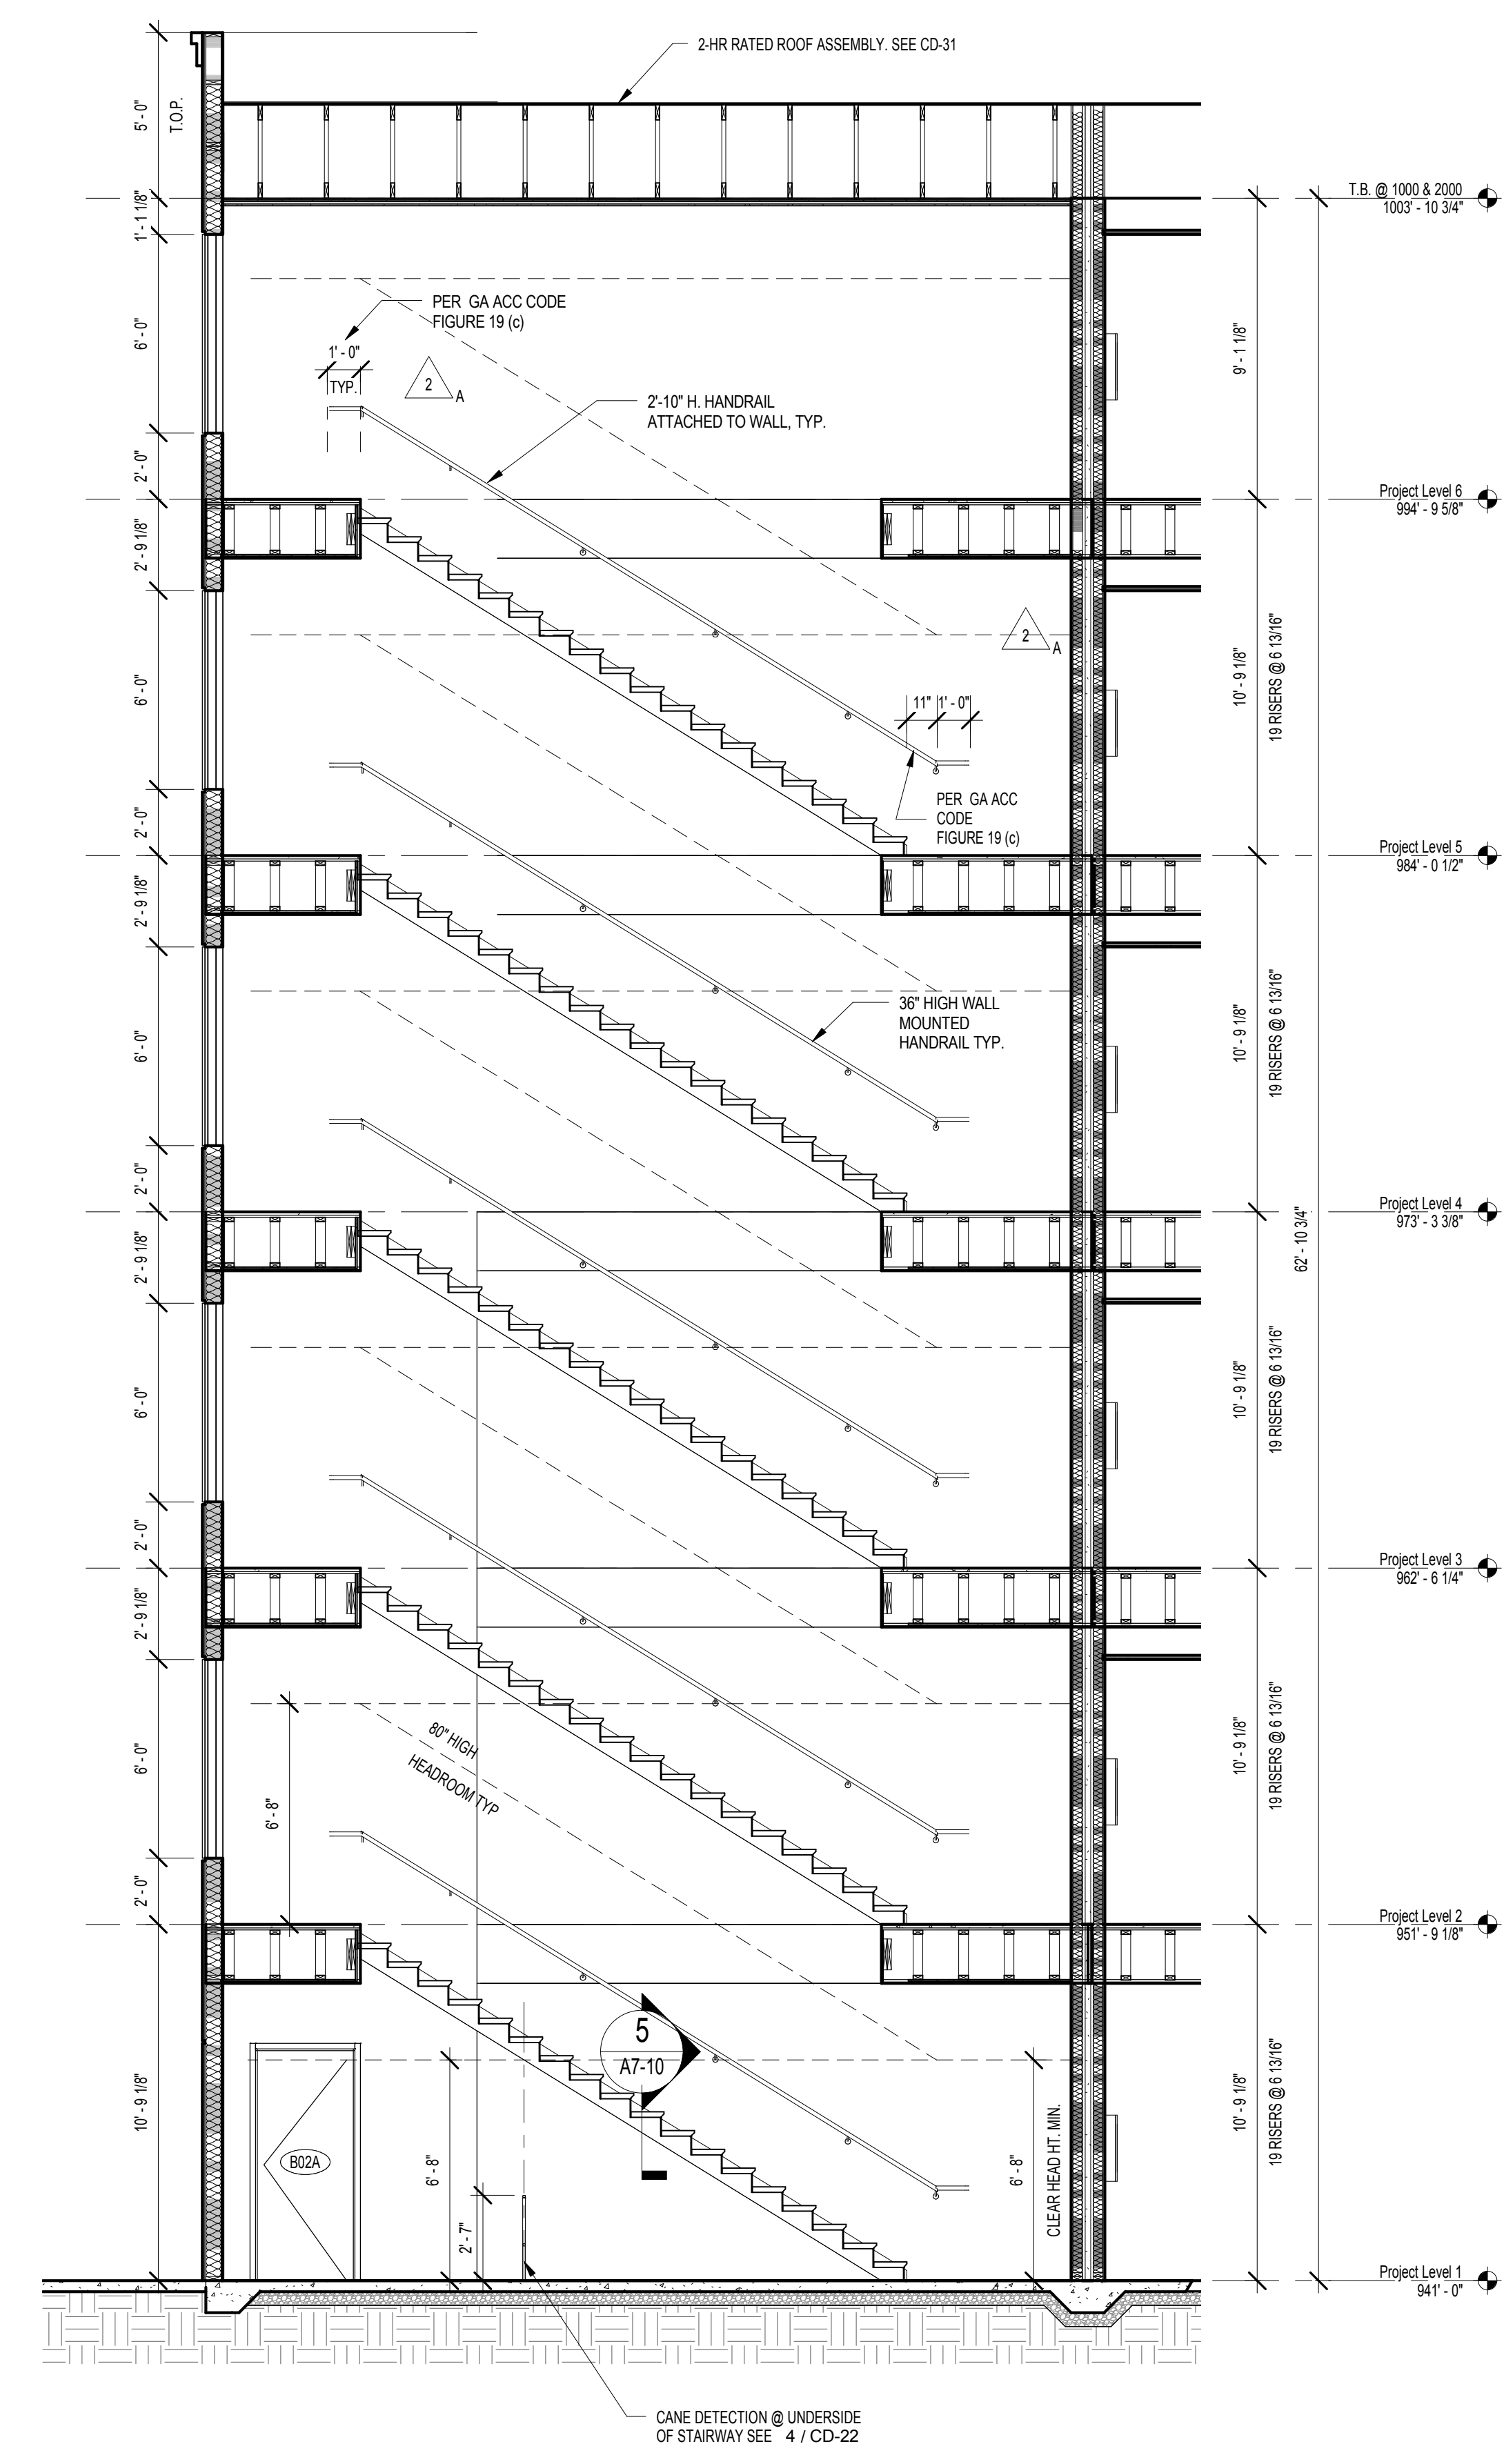 2-HR RATED ROOF ASSEMBLY. SEE CD-31
5' - 0"
T.O.P.
1' - 1 1/8"
T.B. @ 1000 & 2000
1003' - 10 3/4"
PER GA ACC CODE
FIGURE 19 (c)
1' - 0"
TYP.
2
A
2'-10" H. HANDRAIL
ATTACHED TO WALL, TYP.
6' - 0"
9' - 1 1/8"
2' - 0"
Project Level 6
994' - 9 5/8"
2' - 9 1/8"
2
A
6' - 0"
11"
1' - 0"
10' - 9 1/8"
19 RISERS @ 6 13/16"
PER GA ACC
CODE
FIGURE 19 (c)
2' - 0"
Project Level 5
984' - 0 1/2"
2' - 9 1/8"
36" HIGH WALL
MOUNTED
HANDRAIL TYP.
6' - 0"
10' - 9 1/8"
19 RISERS @ 6 13/16"
2' - 0"
Project Level 4
973' - 3 3/8"
2' - 9 1/8"
62' - 10 3/4"
6' - 0"
10' - 9 1/8"
19 RISERS @ 6 13/16"
2' - 0"
Project Level 3
962' - 6 1/4"
2' - 9 1/8"
80" HIGH
HEADROOM TYP
6' - 0"
6' - 8"
10' - 9 1/8"
19 RISERS @ 6 13/16"
2' - 0"
Project Level 2
951' - 9 1/8"
5
A7-10
10' - 9 1/8"
B02A
6' - 8"
2' - 7"
6' - 8"
CLEAR HEAD HT. MIN.
10' - 9 1/8"
19 RISERS @ 6 13/16"
Project Level 1
941' - 0"
CANE DETECTION @ UNDERSIDE
OF STAIRWAY SEE 4 / CD-22